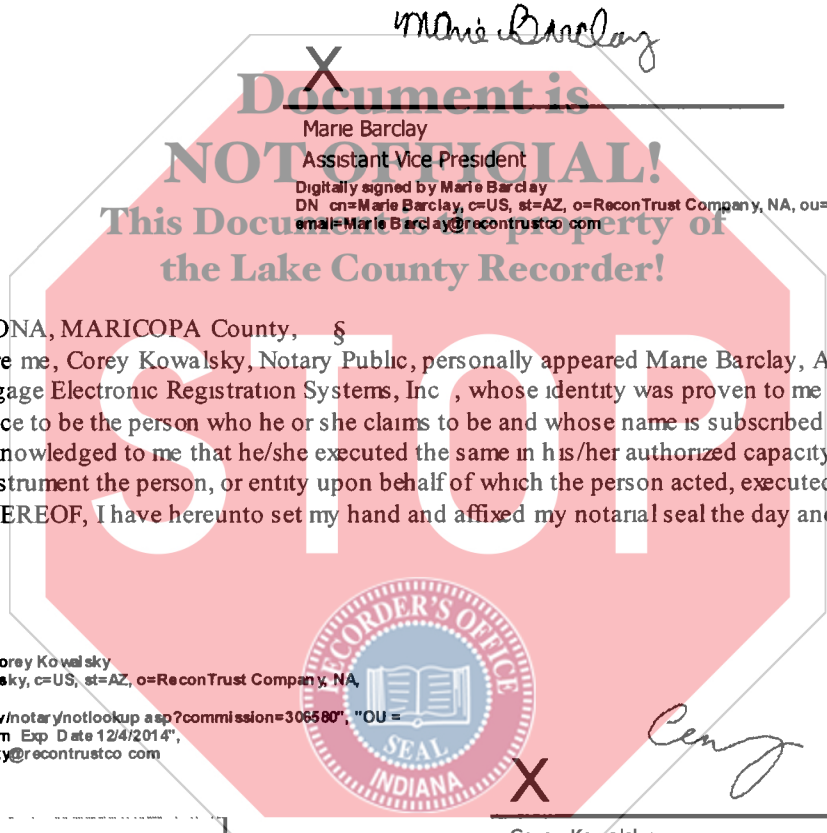 Marie Barclay
X
Document is
Marie Barclay
NOT OFFICIAL!
Assistant Vice President
Digitally signed by Marie Barclay
DN cn=Marie Barclay, c=US, st=AZ, o=ReconTrust Company, NA, ou=
This Document is the property of
email=Marie Barclay@recontrustco com
the Lake County Recorder!
ONA, MARICOPA County, §
re me, Corey Kowalsky, Notary Public, personally appeared Marie Barclay, A
gage Electronic Registration Systems, Inc , whose identity was proven to me
ce to be the person who he or she claims to be and whose name is subscribed
nowledged to me that he/she executed the same in his/her authorized capacity
strument the person, or entity upon behalf of which the person acted, executed
EREOF, I have hereunto set my hand and affixed my notarial seal the day and
STOP
RECORDER'S OFFICE
SEAL
INDIANA
orey Kowalsky
sky, c=US, st=AZ, o=ReconTrust Company, NA,
v/notary/notlookup asp?commission=306580", "OU =
m Exp Date 12/4/2014",
y@recontrustco com
X
Corey Kowalsky